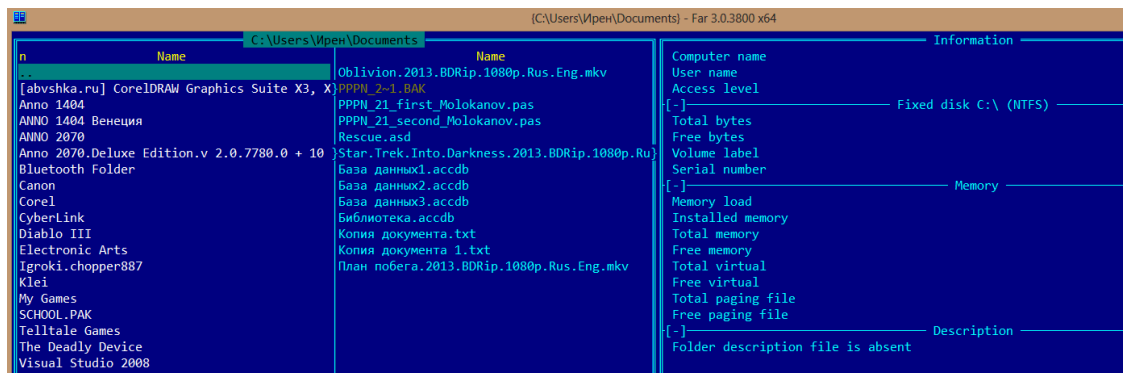 {C:\Users\Ирен\Documents} - Far 3.0.3800 x64
C:\Users\Ирен\Documents
n Name
..
[abvshka.ru] CorelDRAW Graphics Suite X3, X}
Anno 1404
ANNO 1404 Венеция
ANNO 2070
Anno 2070.Deluxe Edition.v 2.0.7780.0 + 10 }
Bluetooth Folder
Canon
Corel
CyberLink
Diablo III
Electronic Arts
Igroki.chopper887
Klei
My Games
SCHOOL.PAK
Telltale Games
The Deadly Device
Visual Studio 2008
Name
Oblivion.2013.BDRip.1080p.Rus.Eng.mkv
PPPN_2~1.BAK
PPPN_21_first_Molokanov.pas
PPPN_21_second_Molokanov.pas
Rescue.asd
Star.Trek.Into.Darkness.2013.BDRip.1080p.Ru}
База данных1.accdb
База данных2.accdb
База данных3.accdb
Библиотека.accdb
Копия документа.txt
Копия документа 1.txt
План побега.2013.BDRip.1080p.Rus.Eng.mkv
Information
Computer name
User name
Access level
[-] Fixed disk C:\ (NTFS)
Total bytes
Free bytes
Volume label
Serial number
[-] Memory
Memory load
Installed memory
Total memory
Free memory
Total virtual
Free virtual
Total paging file
Free paging file
[-] Description
Folder description file is absent